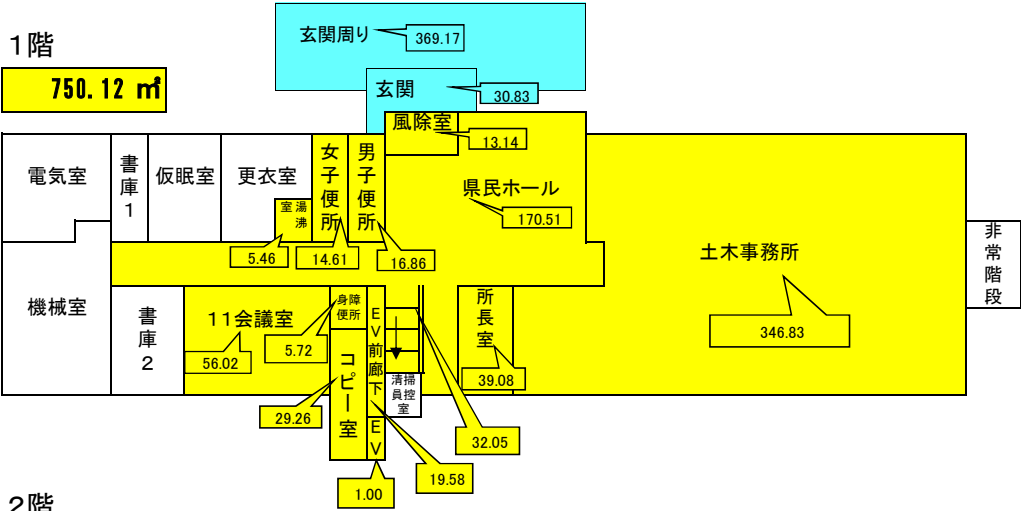 玄関周り
369.17
1階
750.12 ㎡
玄関
30.83
風除室
13.14
電気室
書庫1
仮眠室
更衣室
女子便所
男子便所
湯沸室
県民ホール
170.51
5.46
14.61
16.86
土木事務所
非常階段
機械室
書庫2
11会議室
身障便所
EV前廊下
所長室
346.83
56.02
5.72
コピー室
清掃員控室
39.08
29.26
EV
32.05
19.58
1.00
2階